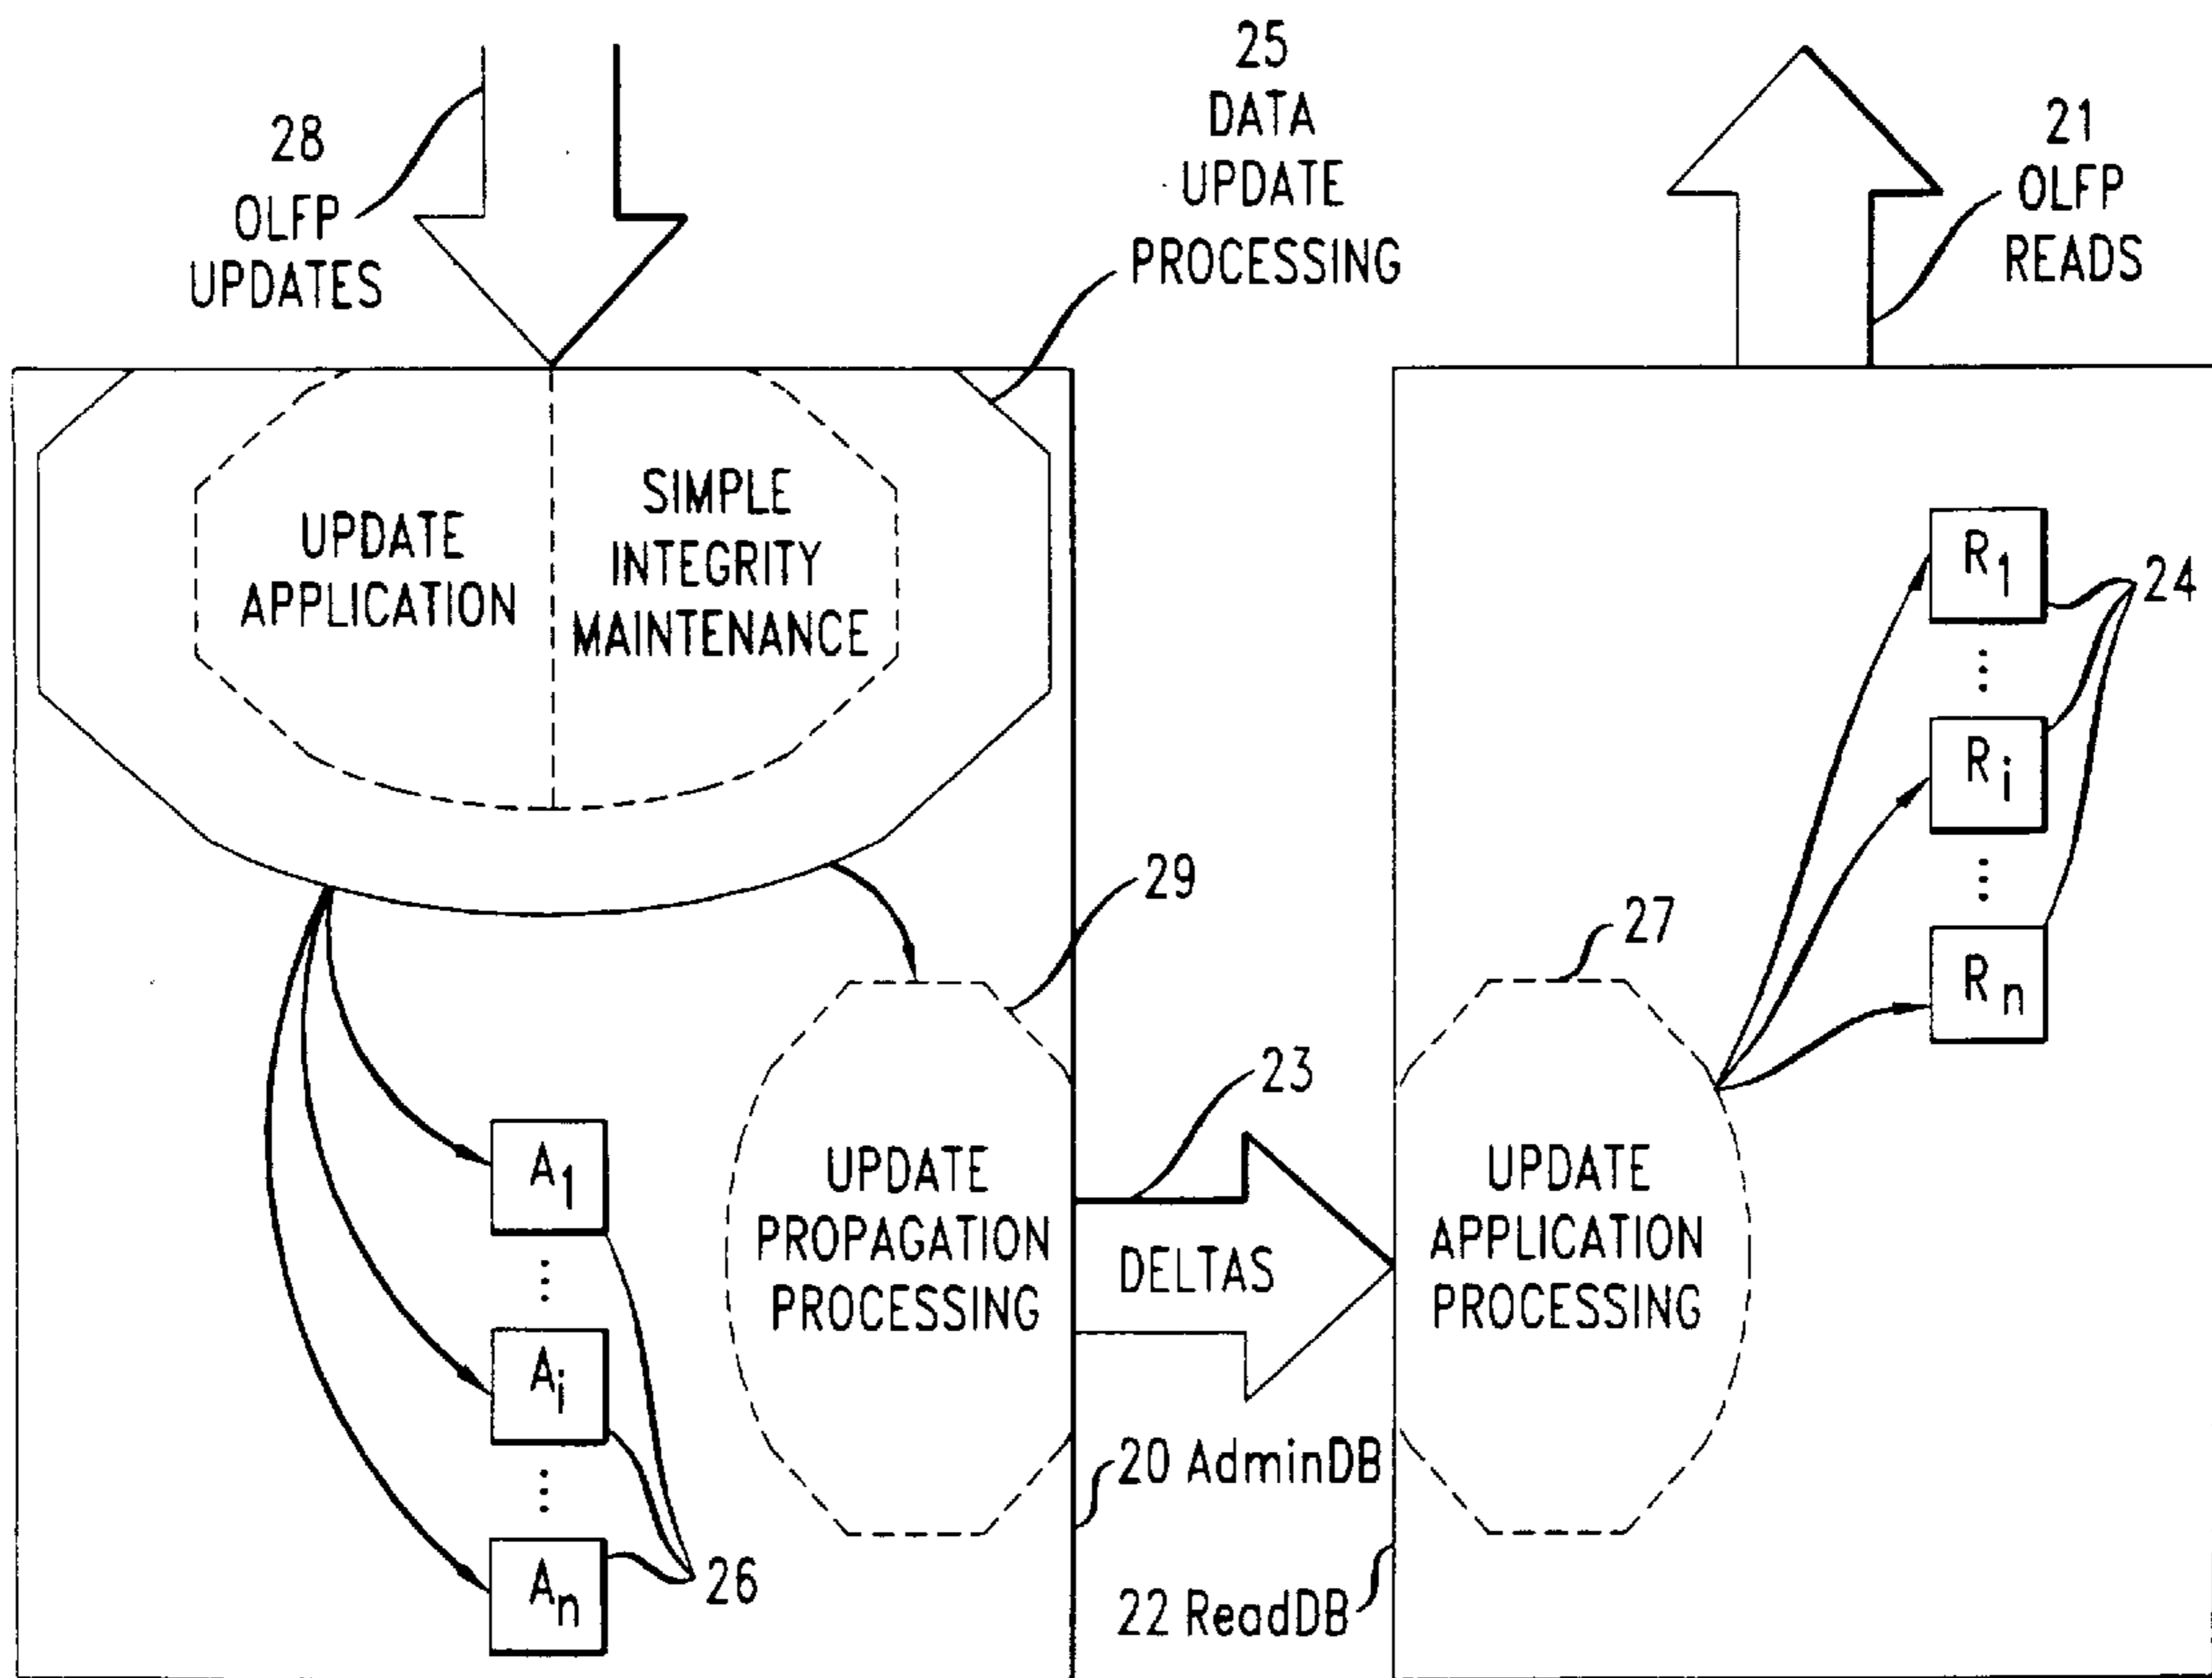 28
OLFP
UPDATES
25
DATA
UPDATE
PROCESSING
21
OLFP
READS
UPDATE
APPLICATION
SIMPLE
INTEGRITY
MAINTENANCE
R1
Ri
Rn
24
29
27
23
A1
Ai
An
26
UPDATE
PROPAGATION
PROCESSING
DELTAS
UPDATE
APPLICATION
PROCESSING
20 AdminDB
22 ReadDB